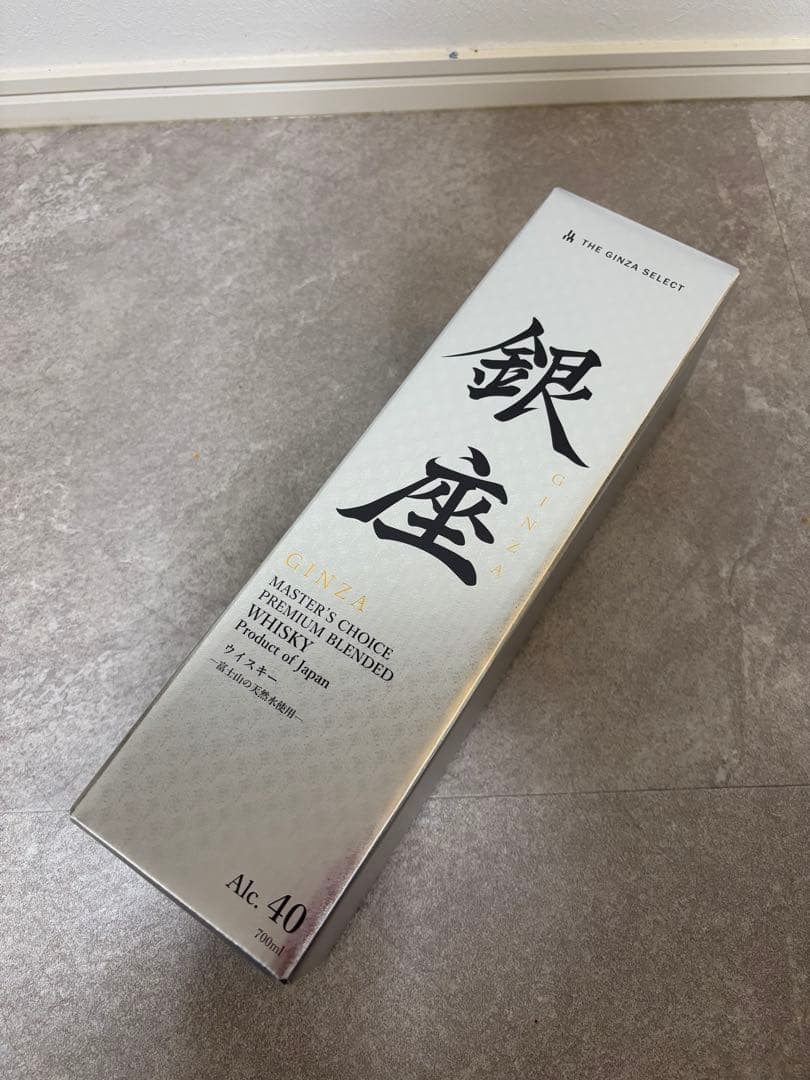 THE GINZA SELECT
銀座
GINZA
GINZA
MASTER'S CHOICE
PREMIUM BLENDED
WHISKY
Product of Japan
ウイスキー
—富士山の天然水使用—
Alc. 40
700ml